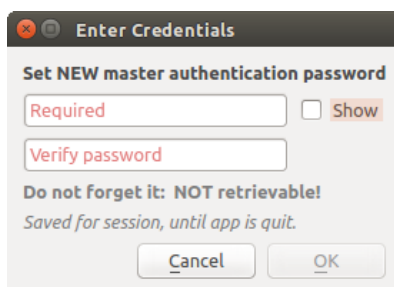 Enter Credentials
Set NEW master authentication password
Required Show
Verify password
Do not forget it: NOT retrievable!
Saved for session, until app is quit.
Cancel OK